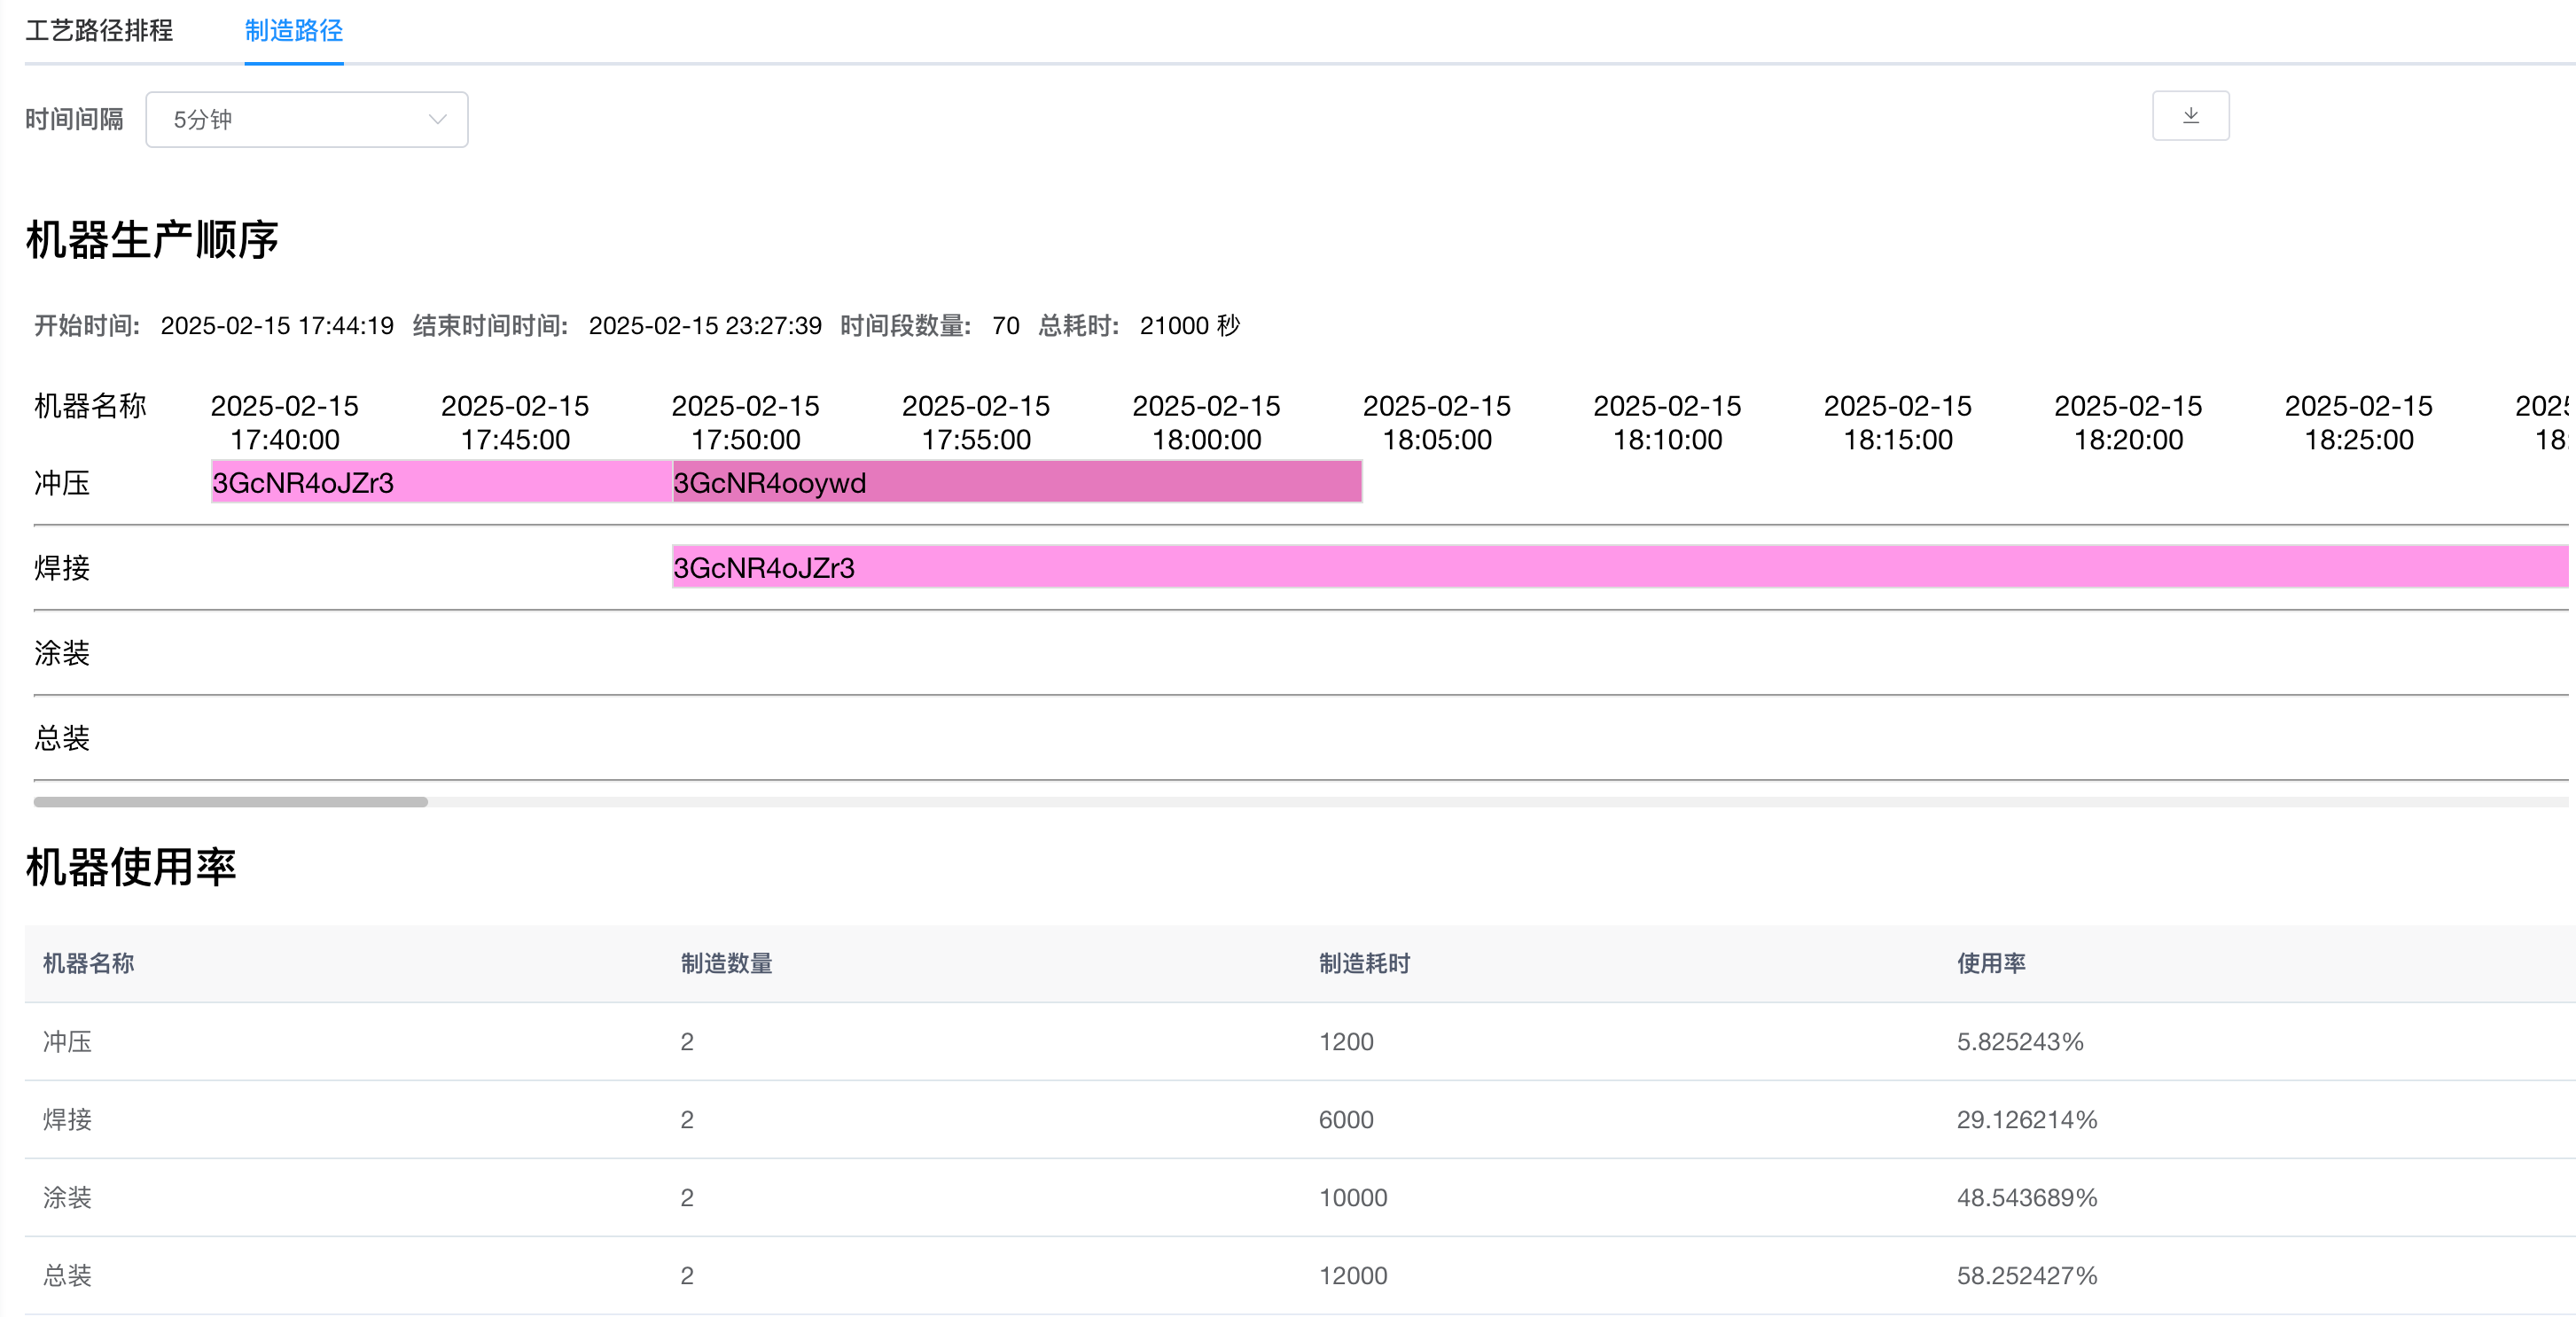 工艺路径排程 制造路径
时间间隔 5分钟
机器生产顺序
开始时间: 2025-02-15 17:44:19 结束时间时间: 2025-02-15 23:27:39 时间段数量: 70 总耗时: 21000 秒
机器名称 2025-02-15 2025-02-15 2025-02-15 2025-02-15 2025-02-15 2025-02-15 2025-02-15 2025-02-15 2025-02-15 2025-02-15
17:40:00 17:45:00 17:50:00 17:55:00 18:00:00 18:05:00 18:10:00 18:15:00 18:20:00 18:25:00
冲压 3GcNR4oJZr3 3GcNR4ooywd
焊接 3GcNR4oJZr3
涂装
总装
机器使用率
机器名称 制造数量 制造耗时 使用率
冲压 2 1200 5.825243%
焊接 2 6000 29.126214%
涂装 2 10000 48.543689%
总装 2 12000 58.252427%